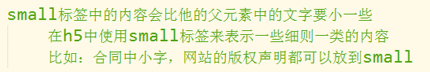 small标签中的内容会比他的父元素中的文字要小一些
在h5中使用small标签来表示一些细则一类的内容
比如：合同中小字，网站的版权声明都可以放到small